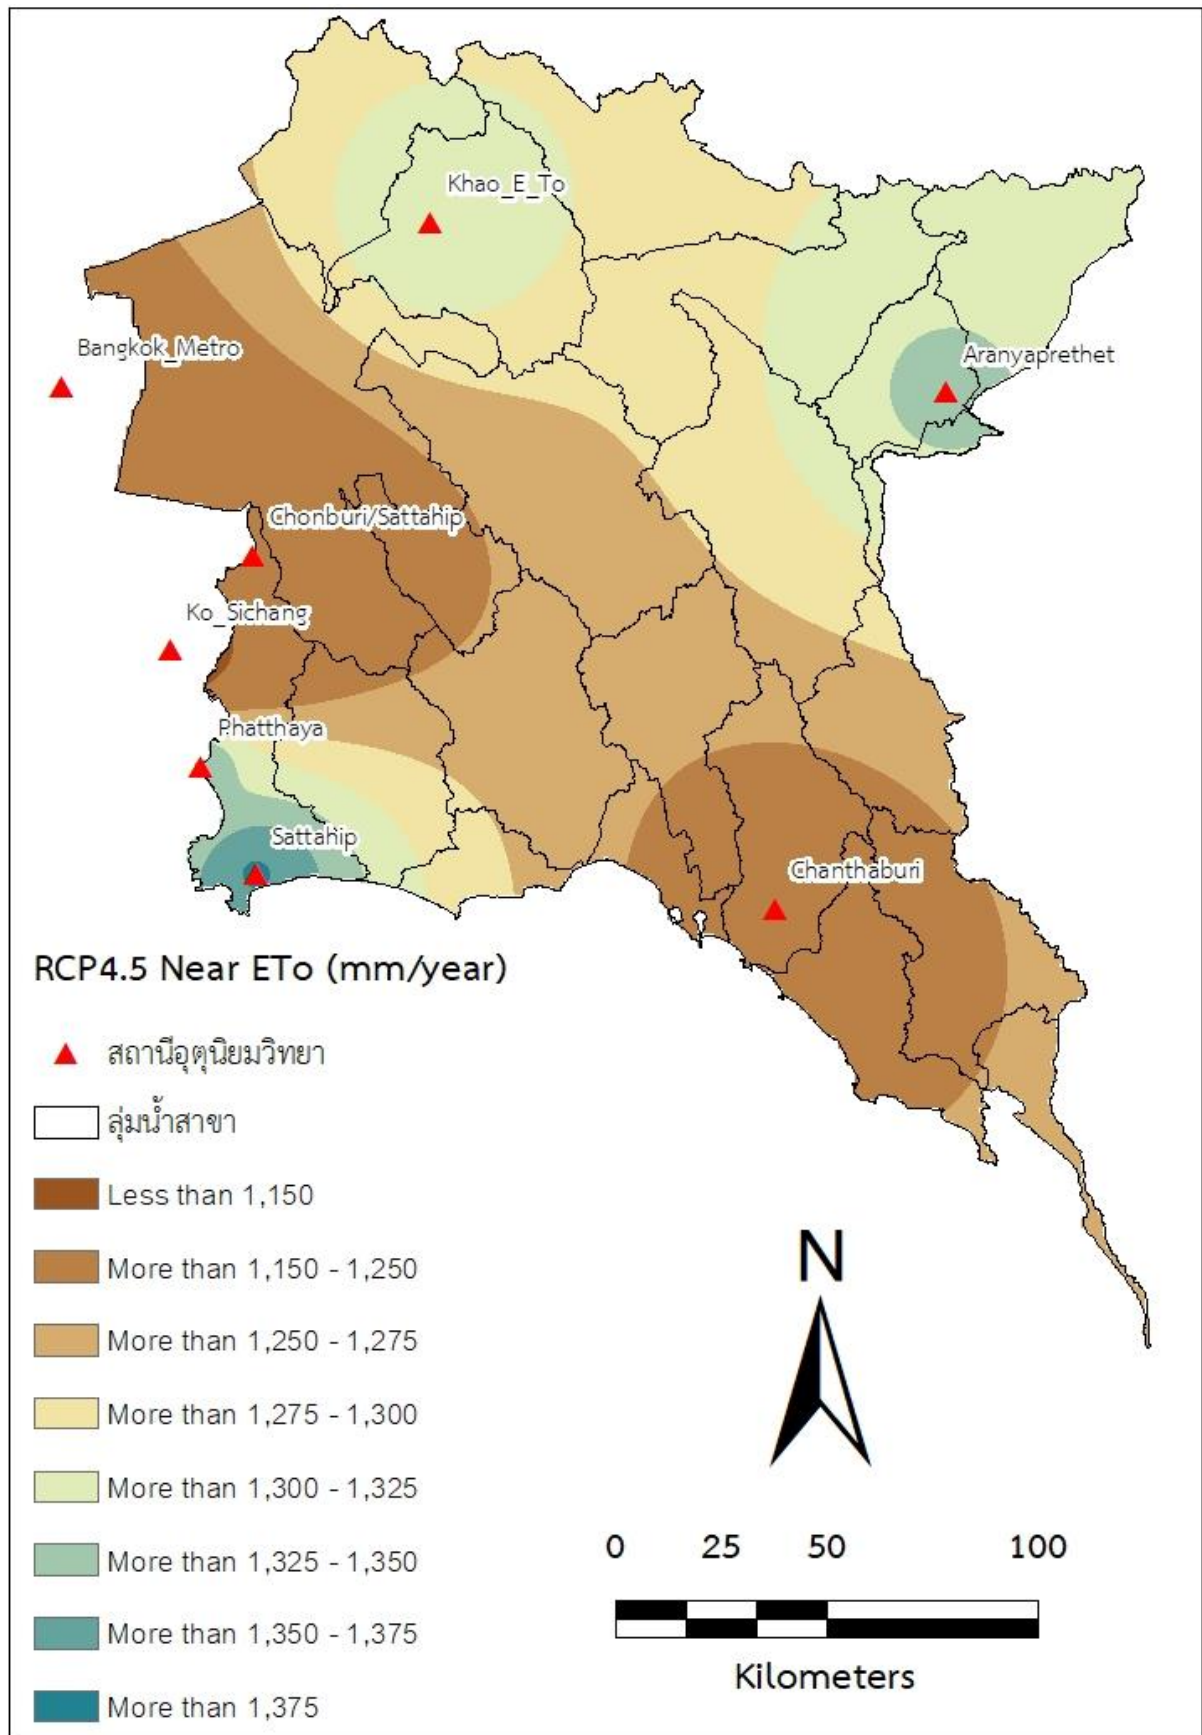 Khao_E_To
Bangkok_Metro
Aranyaprethet
Chonburi/Sattahip
Ko_Sichang
Phatthaya
Sattahip
Chanthaburi
RCP4.5 Near ETo (mm/year)
สถานีอุตุนิยมวิทยา
ลุ่มน้ำสาขา
Less than 1,150
More than 1,150 - 1,250
More than 1,250 - 1,275
More than 1,275 - 1,300
More than 1,300 - 1,325
More than 1,325 - 1,350
More than 1,350 - 1,375
More than 1,375
N
0 25 50 100
Kilometers